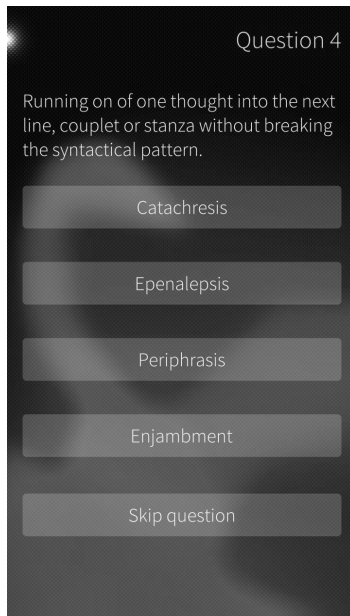 Question 4
Running on of one thought into the next
line, couplet or stanza without breaking
the syntactical pattern.
Catachresis
Epenalepsis
Periphrasis
Enjambment
Skip question